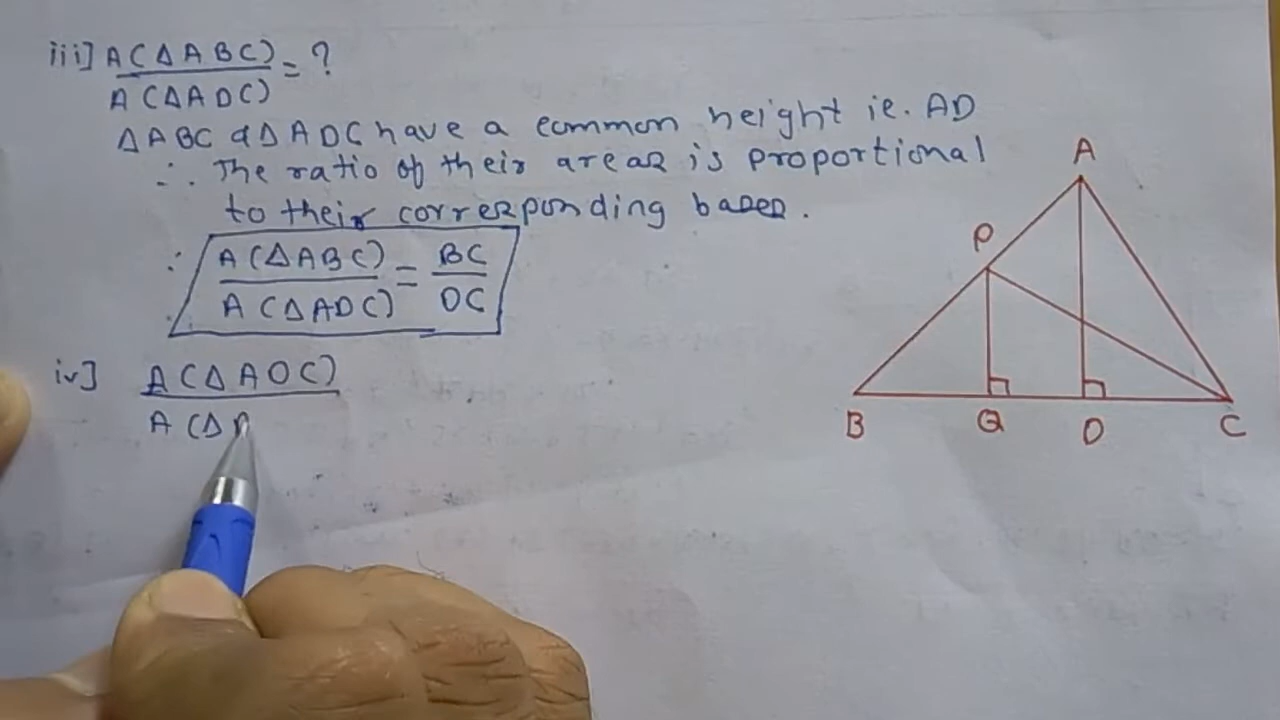 iii] A(ΔABC) = ?
A(ΔADC)
ΔABC & ΔADC have a common height ie. AD
∴ The ratio of their areas is proportional
to their corresponding bases.
∴ A(ΔABC) = BC
A(ΔADC) DC
iv] A(ΔADC)
A(Δ
A
P
B Q D C